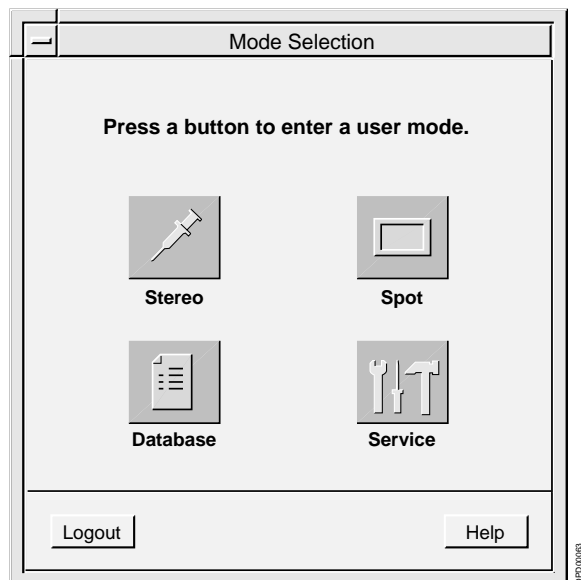 Mode Selection
Press a button to enter a user mode.
Stereo
Spot
Database
Service
Logout
Help